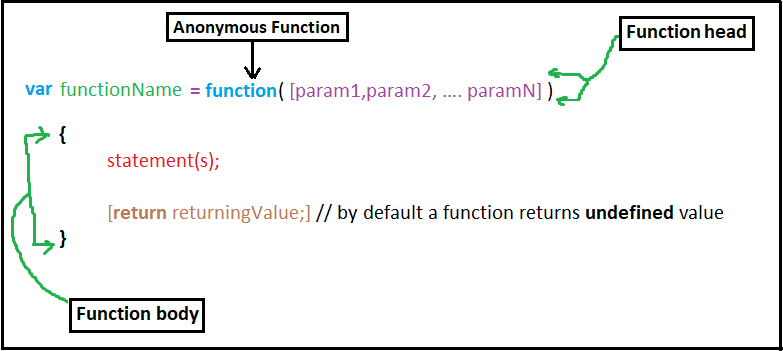 Anonymous Function
Function head
var functionName = function( [param1,param2, .... paramN] )
{
statement(s);
[return returningValue;] // by default a function returns undefined value
}
Function body